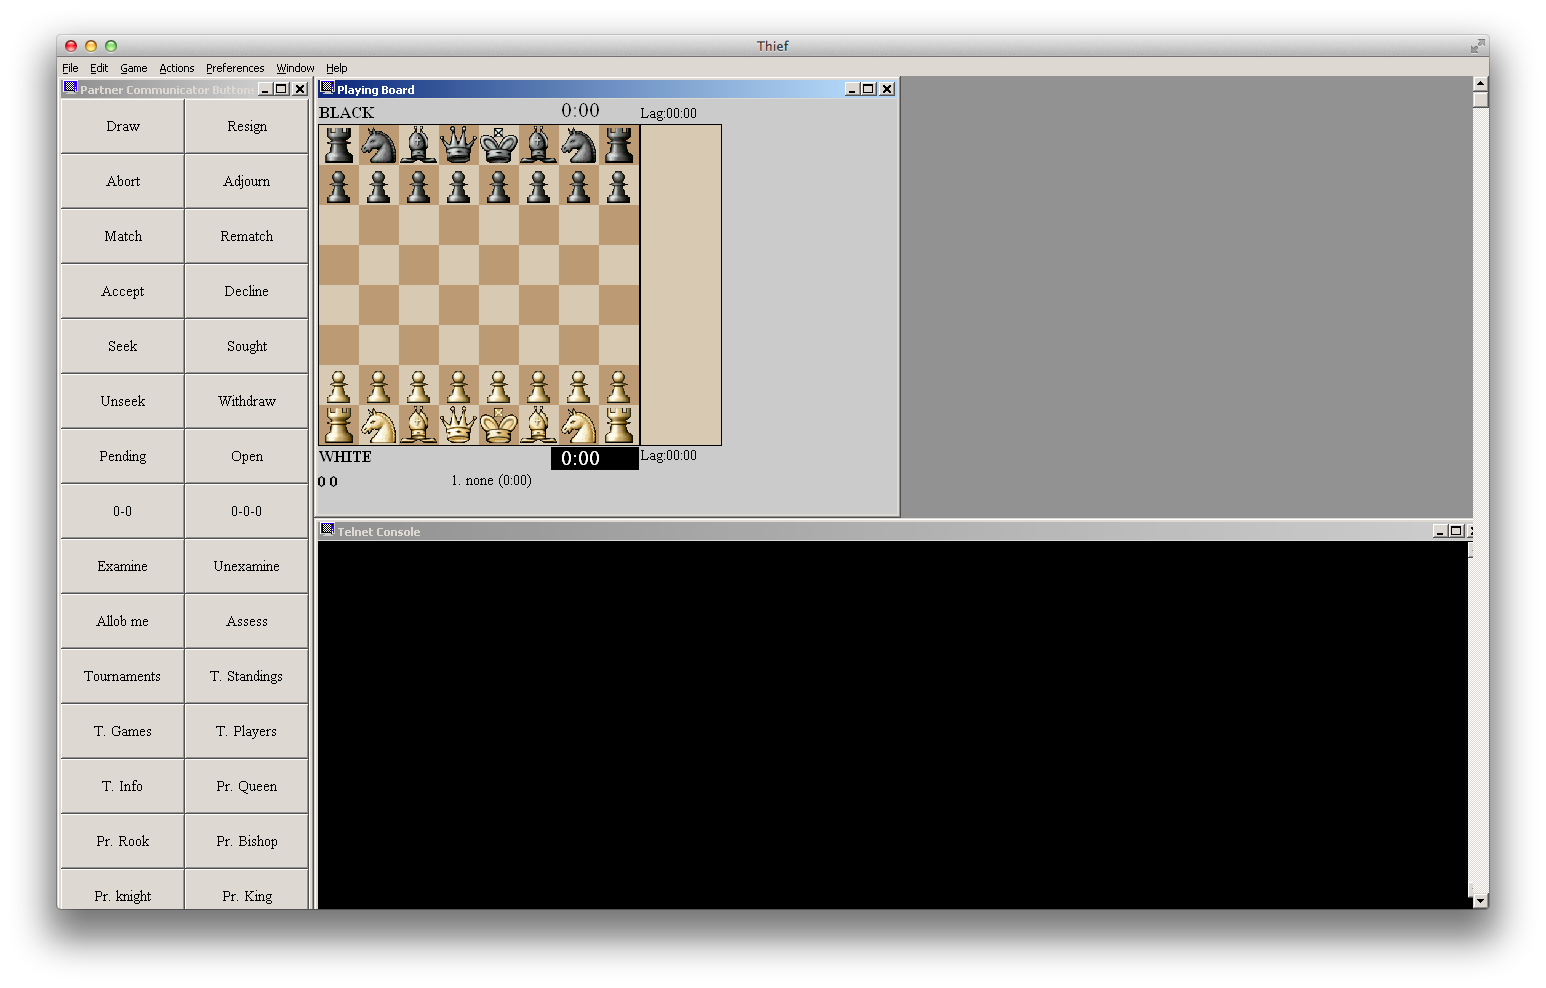 Thief
File Edit Game Actions Preferences Window Help
Partner Communicator Button
Draw Resign
Abort Adjourn
Match Rematch
Accept Decline
Seek Sought
Unseek Withdraw
Pending Open
0-0 0-0-0
Examine Unexamine
Allob me Assess
Tournaments T. Standings
T. Games T. Players
T. Info Pr. Queen
Pr. Rook Pr. Bishop
Pr. knight Pr. King
Playing Board
BLACK 0:00 Lag:00:00
WHITE 0:00 Lag:00:00
0 0 1. none (0:00)
Telnet Console